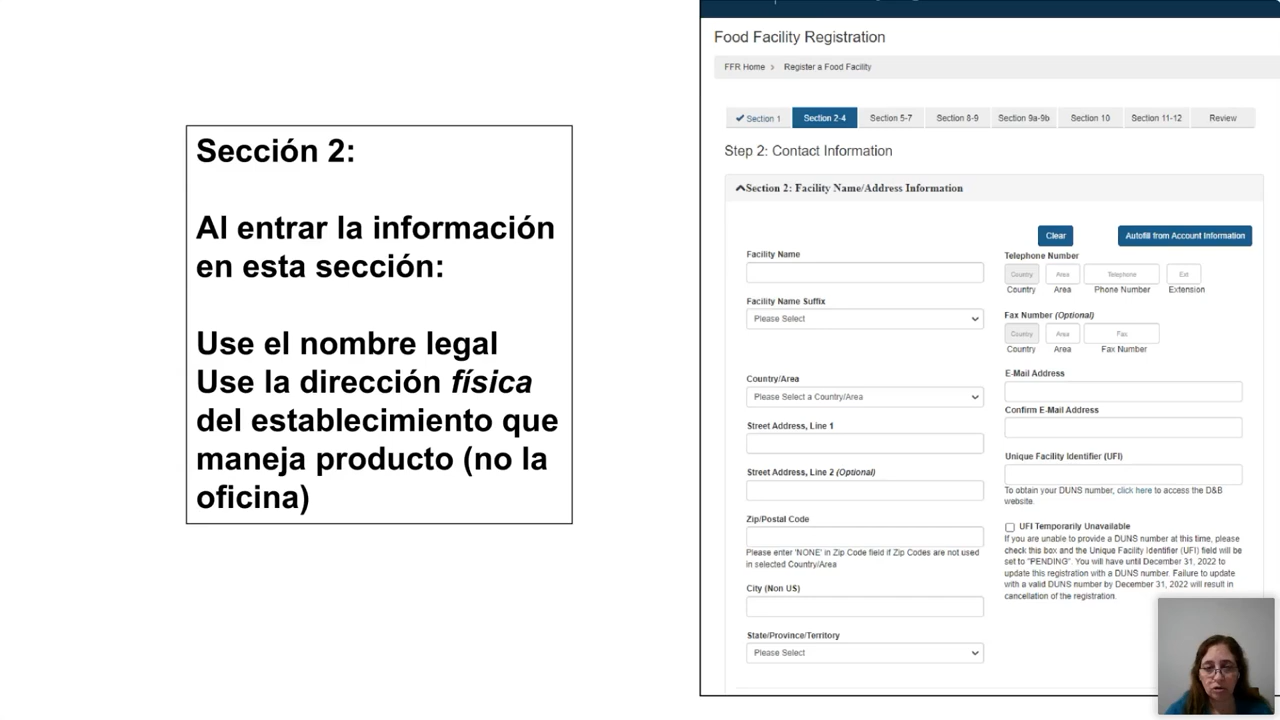 Sección 2:
Al entrar la información
en esta sección:
Use el nombre legal
Use la dirección física
del establecimiento que
maneja producto (no la
oficina)
Food Facility Registration
FFR Home > Register a Food Facility
✔ Section 1 Section 2-4 Section 5-7 Section 8-9 Section 9a-9b Section 10 Section 11-12 Review
Step 2: Contact Information
Section 2: Facility Name/Address Information
Clear Autofill from Account Information
Facility Name
Facility Name Suffix
Please Select
Country/Area
Please Select a Country/Area
Street Address, Line 1
Street Address, Line 2 (Optional)
Zip/Postal Code
Please enter 'NONE' in Zip Code field if Zip Codes are not used
in selected Country/Area
City (Non US)
State/Province/Territory
Please Select
Telephone Number
Country Area Telephone Ext
Country Area Phone Number Extension
Fax Number (Optional)
Country Area Fax
Country Area Fax Number
E-Mail Address
Confirm E-Mail Address
Unique Facility Identifier (UFI)
To obtain your DUNS number, click here to access the D&B
website.
UFI Temporarily Unavailable
If you are unable to provide a DUNS number at this time, please
check this box and the Unique Facility Identifier (UFI) field will be
set to "PENDING". You will have until December 31, 2022 to
update this registration with a DUNS number. Failure to update
with a valid DUNS number by December 31, 2022 will result in
cancellation of the registration.